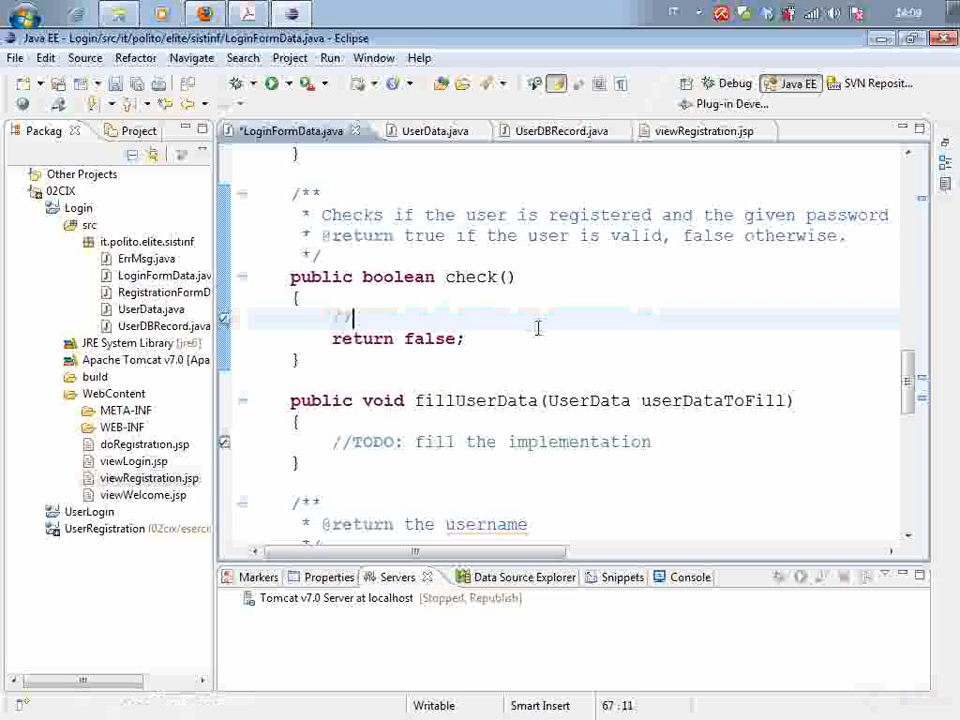 IT
14:09
Java EE - Login/src/it/polito/elite/sistinf/LoginFormData.java - Eclipse
File Edit Source Refactor Navigate Search Project Run Window Help
Debug Java EE SVN Reposit...
Plug-in Deve...
Packag Project
*LoginFormData.java UserData.java UserDBRecord.java viewRegistration.jsp
Other Projects
02CIX
Login
src
it.polito.elite.sistinf
ErrMsg.java
LoginFormData.jav
RegistrationFormD
UserData.java
UserDBRecord.java
JRE System Library [jre6]
Apache Tomcat v7.0 [a
build
WebContent
META-INF
WEB-INF
doRegistration.jsp
viewLogin.jsp
viewRegistration.jsp
viewWelcome.jsp
UserLogin
UserRegistration (02cix/eserci
}
/**
* Checks if the user is registered and the given password
* @return true if the user is valid, false otherwise.
*/
public boolean check()
{
//
return false;
}
public void fillUserData(UserData userDataToFill)
{
//TODO: fill the implementation
}
/**
* @return the username
*/
Markers Properties Servers Data Source Explorer Snippets Console
Tomcat v7.0 Server at localhost [Stopped, Republish]
Writable Smart Insert 67 : 11